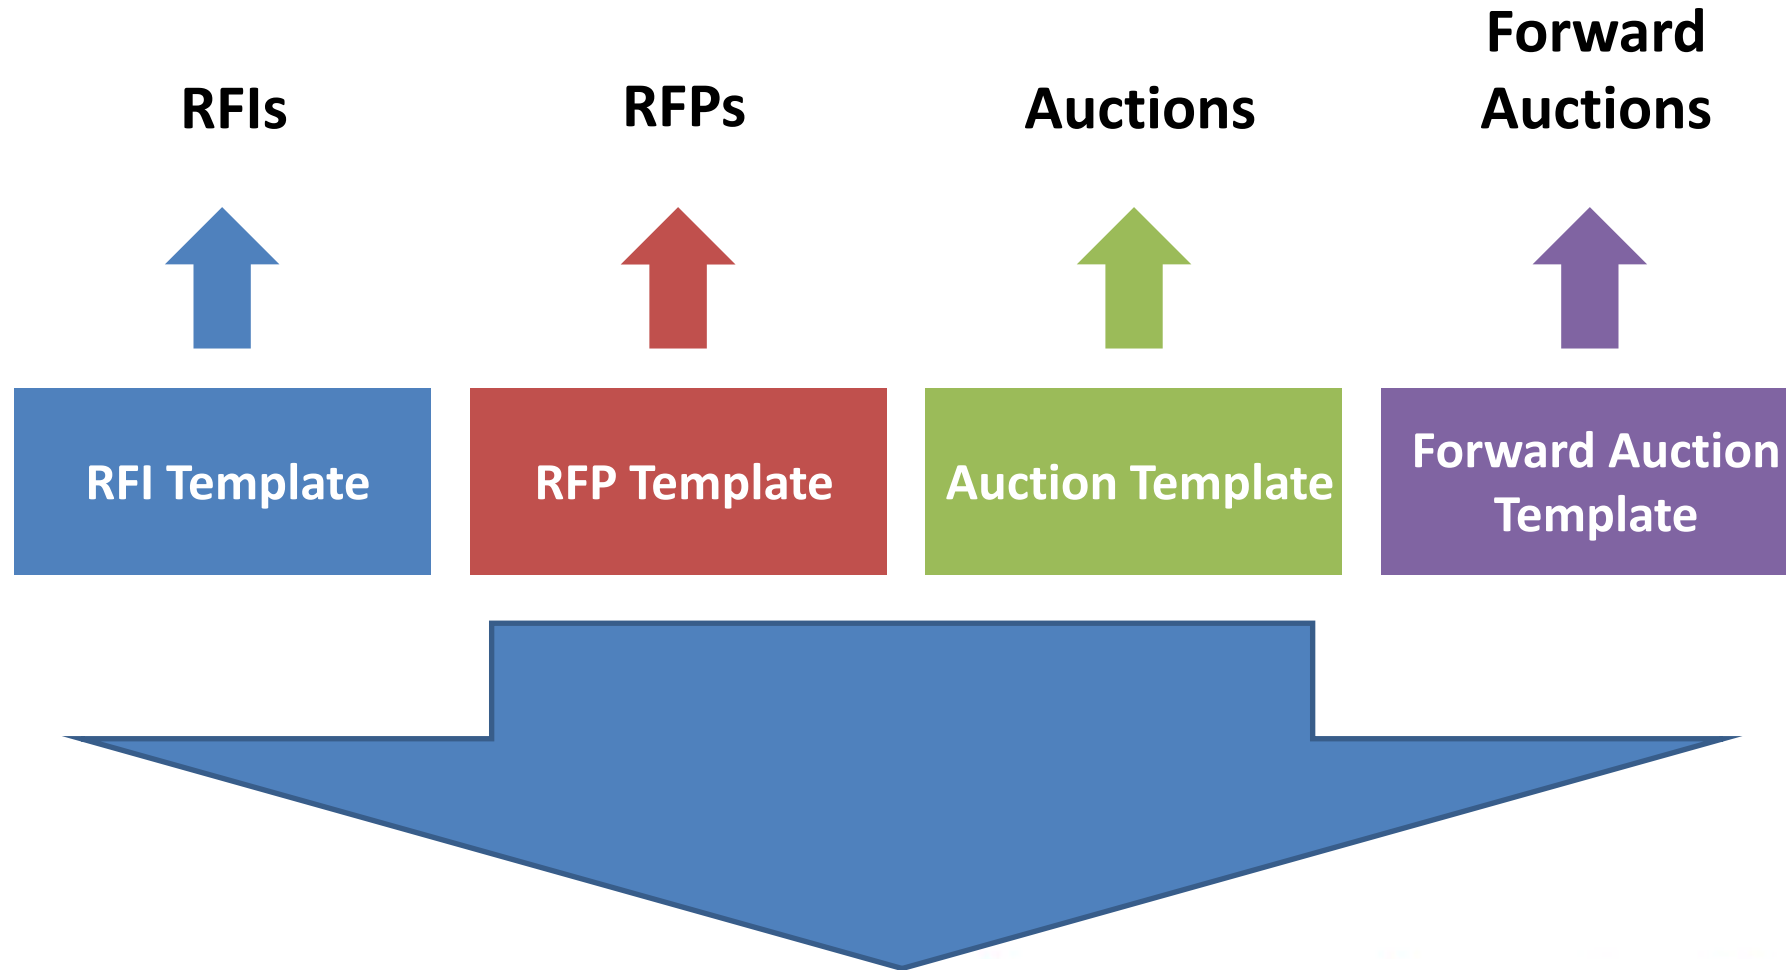 RFIs
RFPs
Auctions
Forward
Auctions
RFI Template
RFP Template
Auction Template
Forward Auction
Template